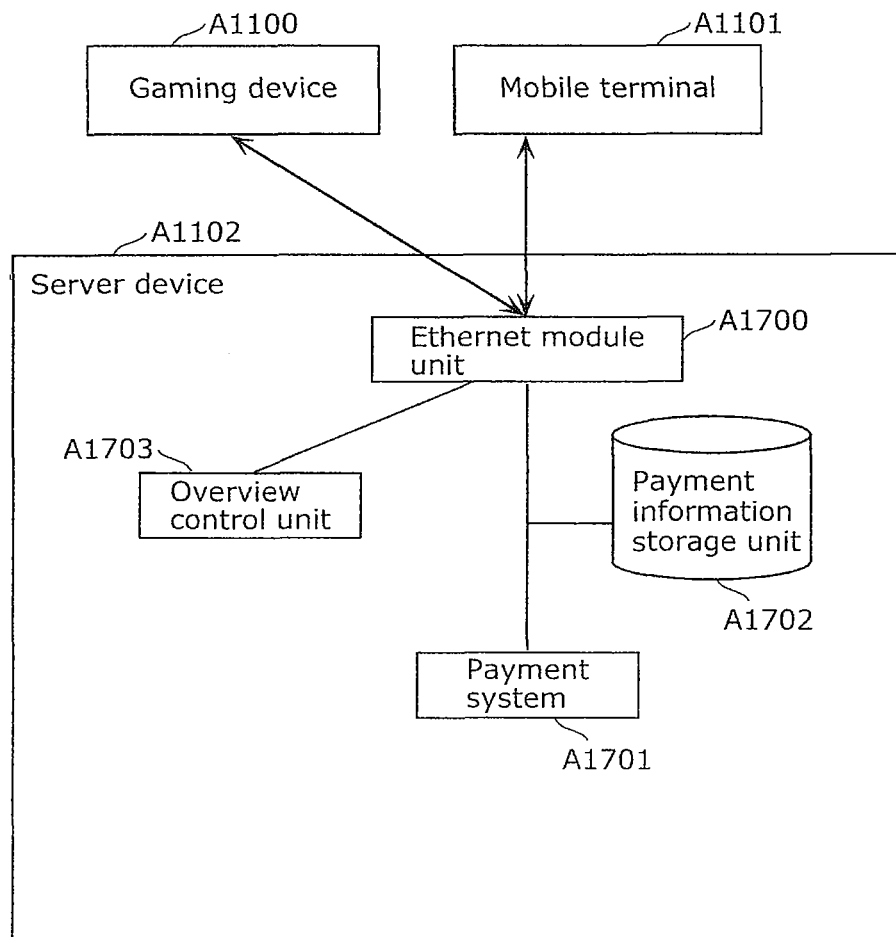 A1100
A1101
Gaming device
Mobile terminal
A1102
Server device
A1700
Ethernet module
unit
A1703
Overview
control unit
Payment
information
storage unit
A1702
Payment
system
A1701